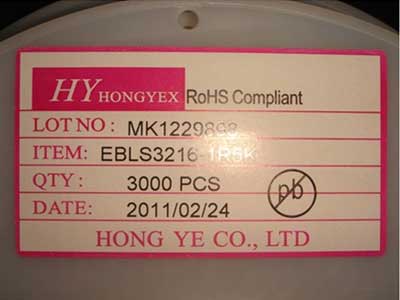 HY HONGYEX RoHS Compliant
LOT NO : MK1229898
ITEM: EBLS3216-1R5K
QTY : 3000 PCS
DATE: 2011/02/24
pb
HONG YE CO., LTD